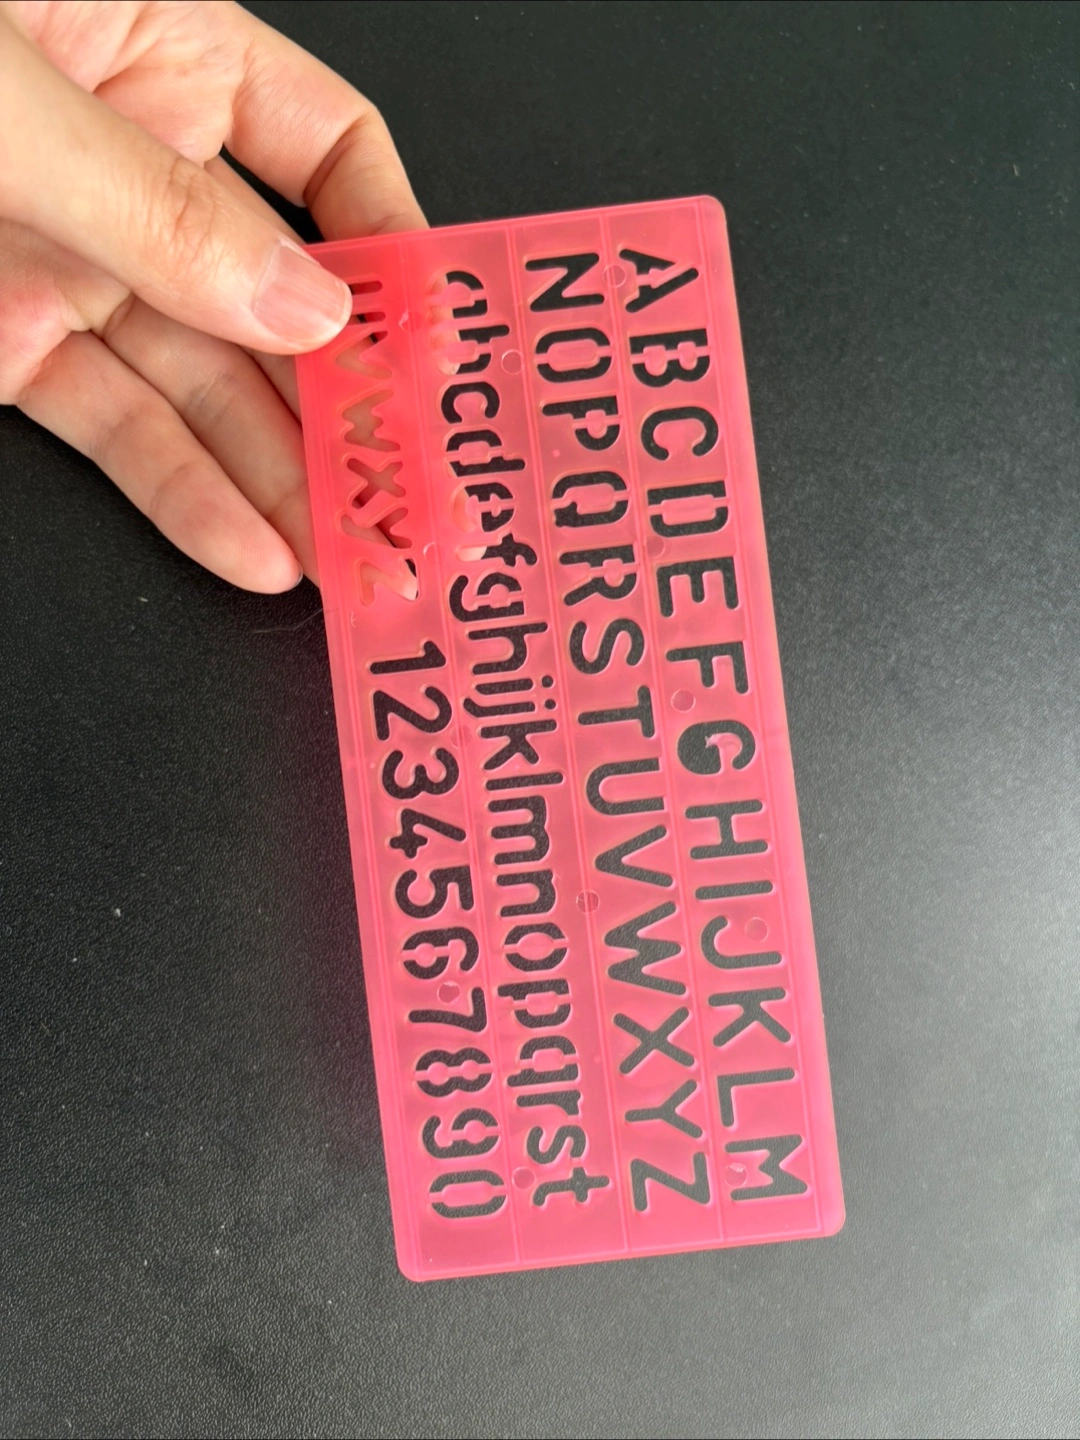 ABCDEFGHIJKLM
NOPQRSTUVWXYZ
abcdefghijklmnopqrst
uvwxyz 1234567890